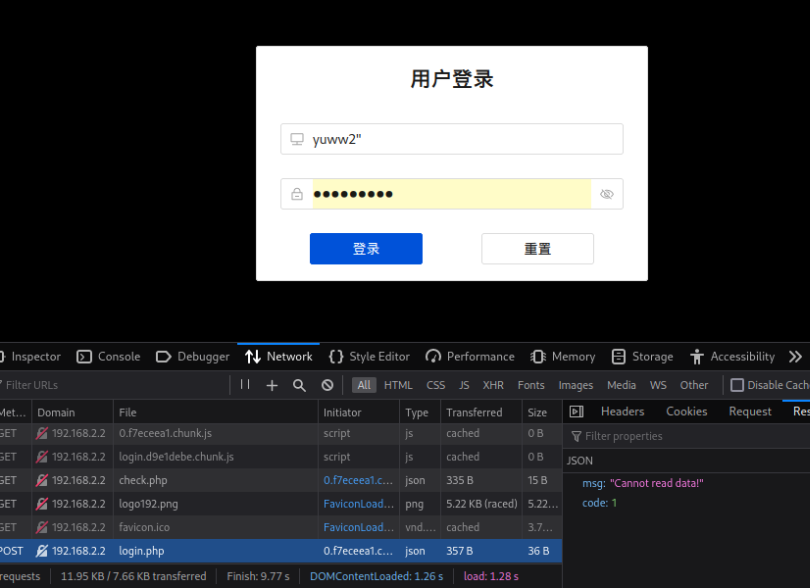 用户登录
yuww2"
登录 重置
Inspector Console Debugger Network Style Editor Performance Memory Storage Accessibility
Filter URLs All HTML CSS JS XHR Fonts Images Media WS Other Disable Cach
Met... Domain File Initiator Type Transferred Size Headers Cookies Request Res
GET 192.168.2.2 0.f7eceea1.chunk.js script js cached 0 B Filter properties
GET 192.168.2.2 login.d9e1debe.chunk.js script js cached 0 B JSON
GET 192.168.2.2 check.php 0.f7eceea1.c... json 335 B 15 B msg: "Cannot read data!"
GET 192.168.2.2 logo192.png FaviconLoad... png 5.22 KB (raced) 5.22... code: 1
GET 192.168.2.2 favicon.ico FaviconLoad... vnd.... cached 3.7...
POST 192.168.2.2 login.php 0.f7eceea1.c... json 357 B 36 B
requests 11.95 KB / 7.66 KB transferred Finish: 9.77 s DOMContentLoaded: 1.26 s load: 1.28 s